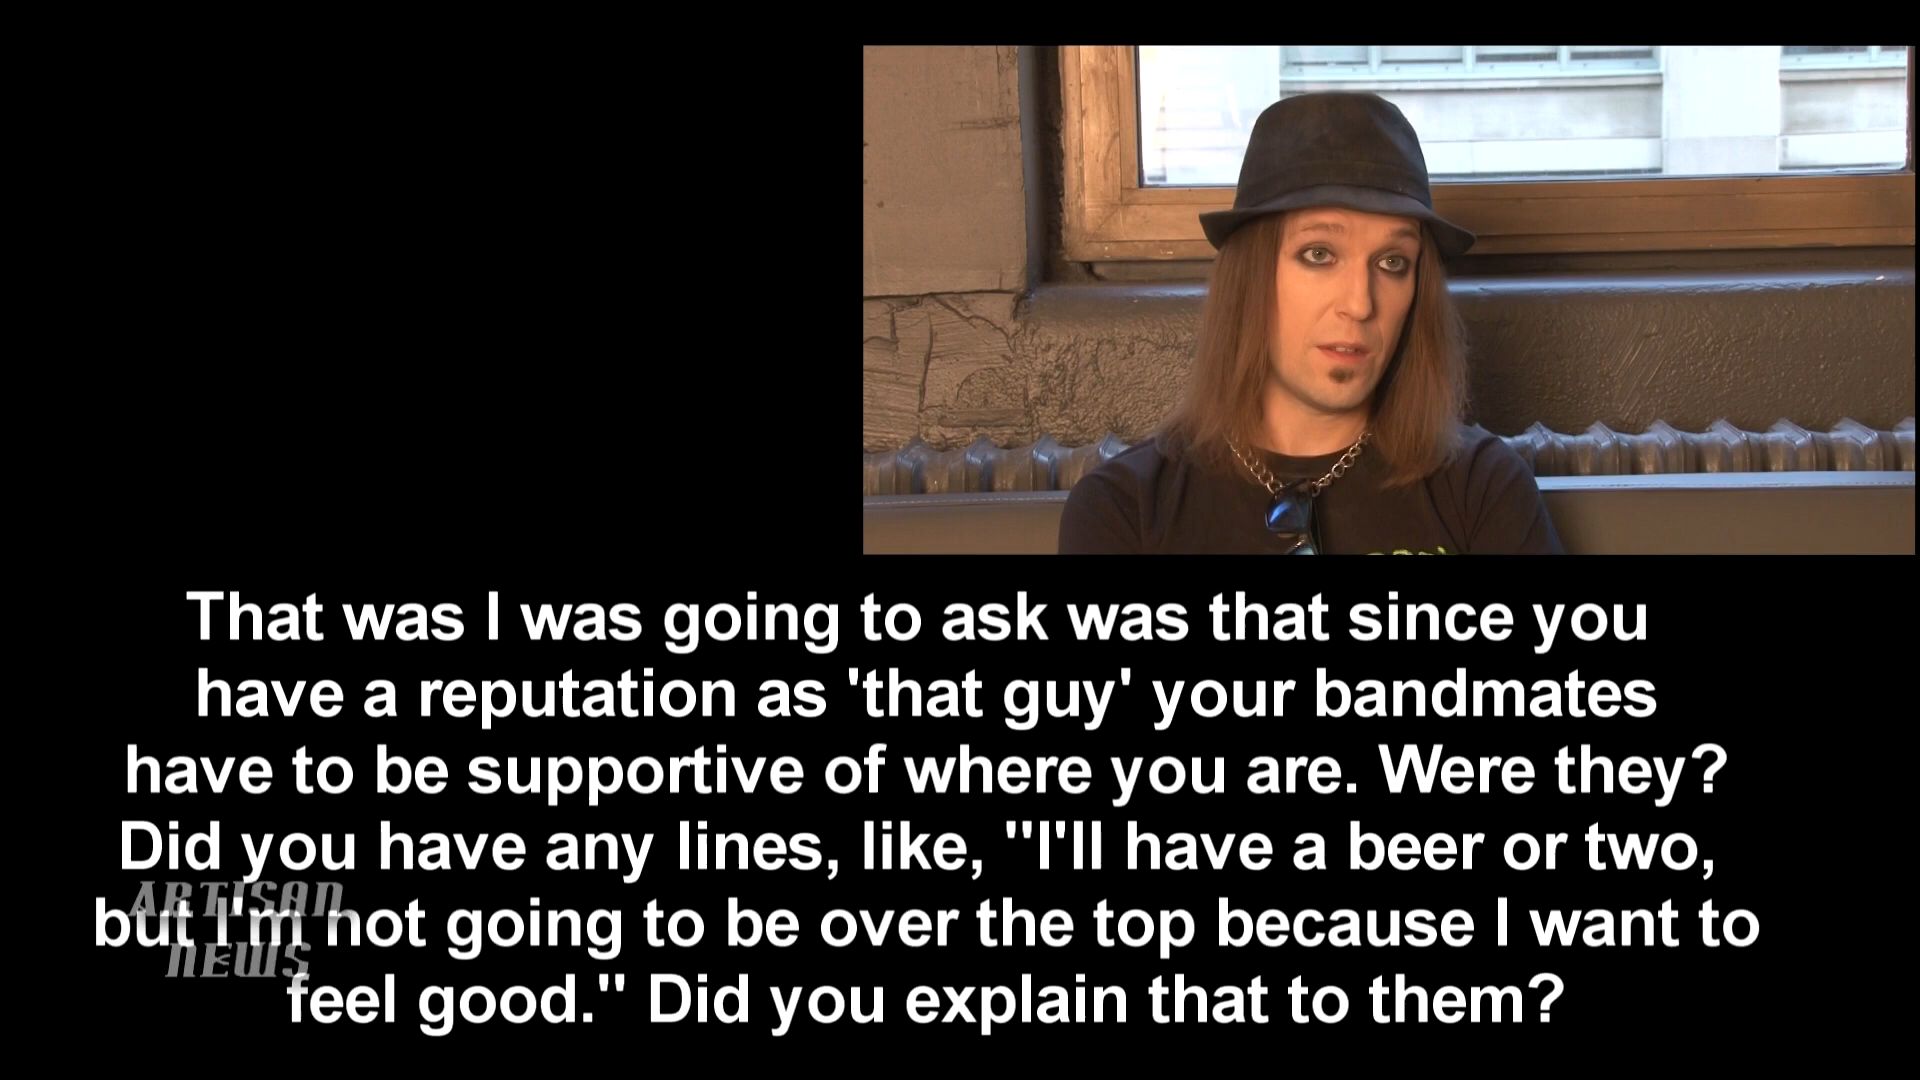 That was I was going to ask was that since you
have a reputation as 'that guy' your bandmates
have to be supportive of where you are. Were they?
Did you have any lines, like, "I'll have a beer or two,
but I'm not going to be over the top because I want to
feel good." Did you explain that to them?
ARTISAN
NEWS